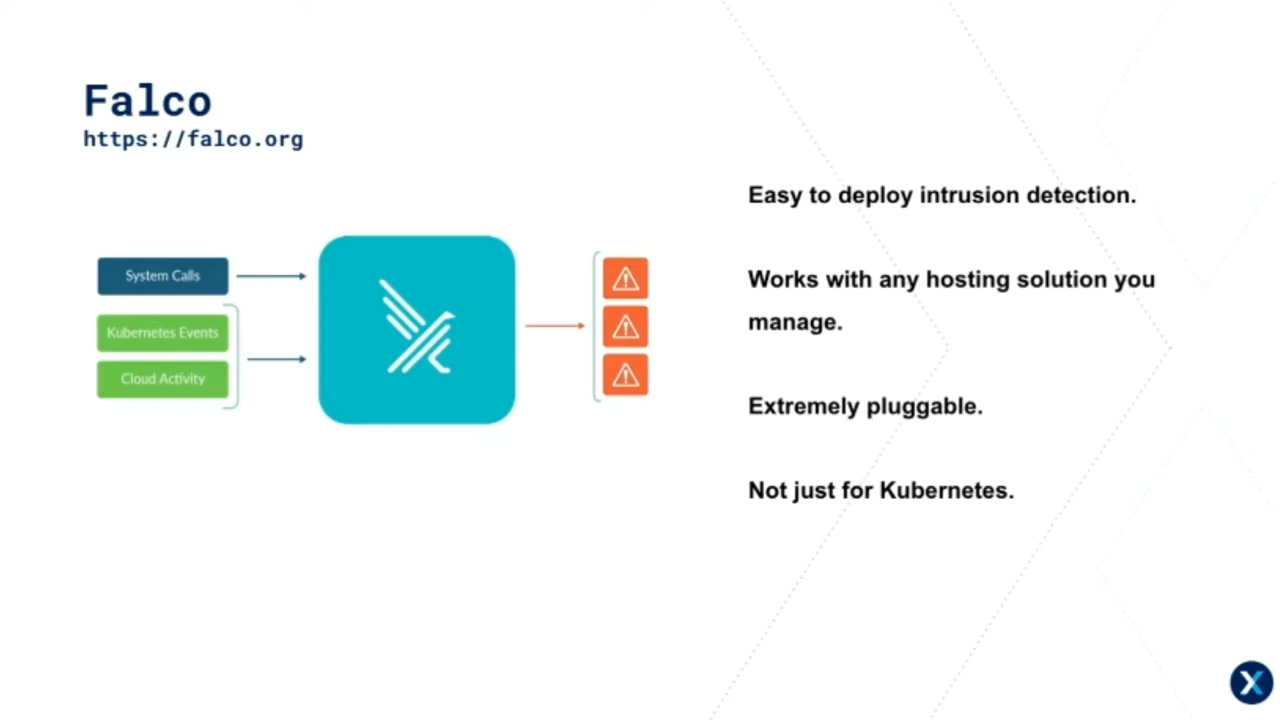 Falco
https://falco.org
System Calls
Kubernetes Events
Cloud Activity
Easy to deploy intrusion detection.
Works with any hosting solution you
manage.
Extremely pluggable.
Not just for Kubernetes.